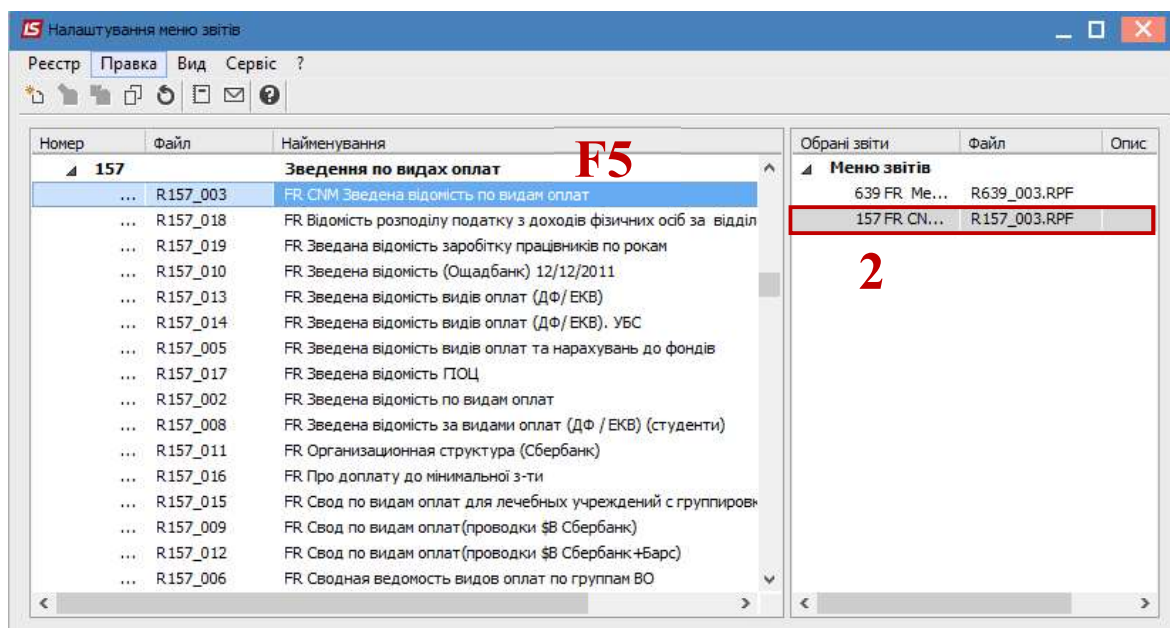 Налаштування меню звітів
Реєстр Правка Вид Сервіс ?
Номер Файл Найменування
157 Зведення по видах оплат
F5
... R157_003 FR CNM Зведена відомість по видам оплат
... R157_018 FR Відомість розподілу податку з доходів фізичних осіб за відділ
... R157_019 FR Зведана відомість заробітку працівників по рокам
... R157_010 FR Зведена відомість (Ощадбанк) 12/12/2011
... R157_013 FR Зведена відомість видів оплат (ДФ/ЕКВ)
... R157_014 FR Зведена відомість видів оплат (ДФ/ЕКВ). УБС
... R157_005 FR Зведена відомість видів оплат та нарахувань до фондів
... R157_017 FR Зведена відомість ГІОЦ
... R157_002 FR Зведена відомість по видам оплат
... R157_008 FR Зведена відомість за видами оплат (ДФ / ЕКВ) (студенти)
... R157_011 FR Организационная структура (Сбербанк)
... R157_016 FR Про доплату до мінимальної з-ти
... R157_015 FR Свод по видам оплат для лечебных учреждений с группировк
... R157_009 FR Свод по видам оплат(проводки $В Сбербанк)
... R157_012 FR Свод по видам оплат(проводки $В Сбербанк+Барс)
... R157_006 FR Сводная ведомость видов оплат по группам ВО
Обрані звіти Файл Опис
Меню звітів
639 FR Ме... R639_003.RPF
157 FR CN... R157_003.RPF
2